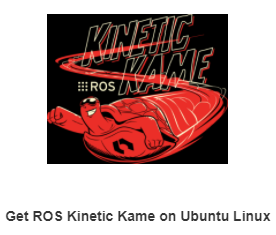 KINETIC
KAME
ROS
Get ROS Kinetic Kame on Ubuntu Linux